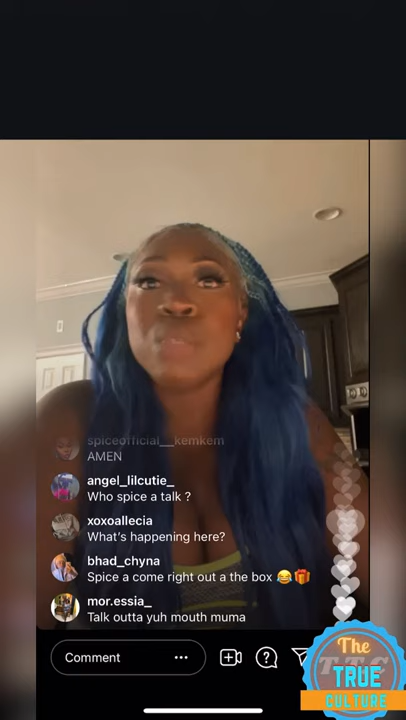 spiceofficial__kemkem
AMEN
angel_lilcutie_
Who spice a talk ?
xoxoallecia
What's happening here?
bhad_chyna
Spice a come right out a the box 😂🎁
mor.essia_
Talk outta yuh mouth muma
Comment
The
TRUE
CULTURE